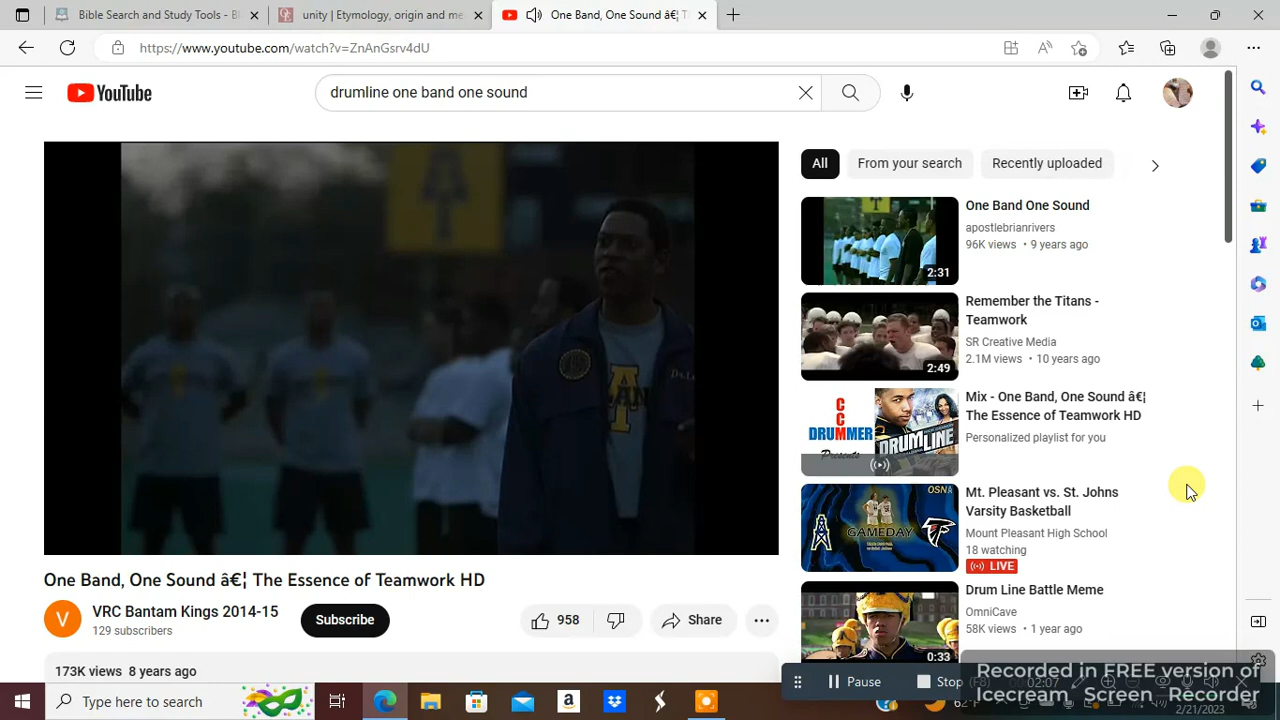 Bible Search and Study Tools - Bl
unity | Etymology, origin and me
One Band, One Sound â€¦ T
https://www.youtube.com/watch?v=ZnAnGsrv4dU
YouTube
drumline one band one sound
All
From your search
Recently uploaded
One Band One Sound
apostlebrianrivers
96K views • 9 years ago
2:31
Remember the Titans -
Teamwork
SR Creative Media
2.1M views • 10 years ago
2:49
Mix - One Band, One Sound â€¦
The Essence of Teamwork HD
Personalized playlist for you
CCM
DRUMMER
Presents
DRUMLINE
Mt. Pleasant vs. St. Johns
Varsity Basketball
Mount Pleasant High School
18 watching
LIVE
OSN
GAMEDAY
Drum Line Battle Meme
OmniCave
58K views • 1 year ago
0:33
One Band, One Sound â€¦ The Essence of Teamwork HD
V
VRC Bantam Kings 2014-15
129 subscribers
Subscribe
958
Share
173K views 8 years ago
Pause
Stop (F8)
02:07
Recorded in FREE version of
Icecream Screen Recorder
Type here to search
62°F
2/21/2023